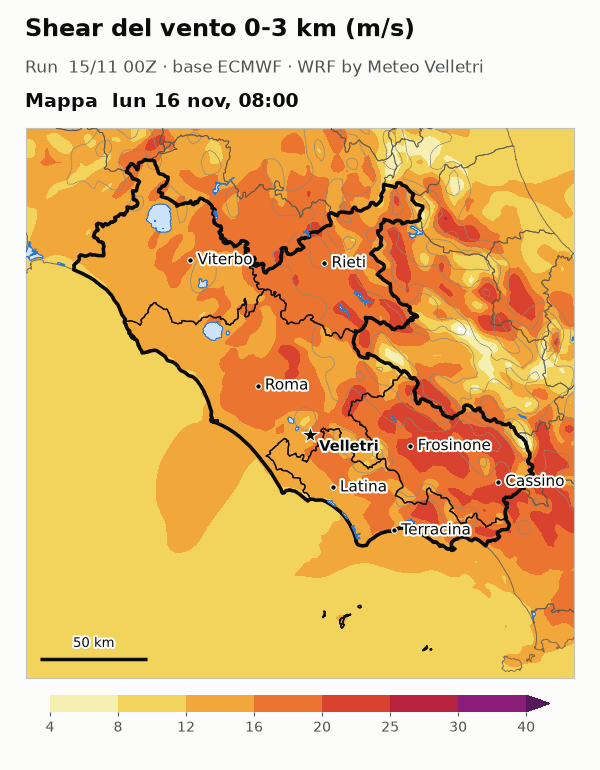 Shear del vento 0-3 km (m/s)
Run  15/11 00Z · base ECMWF · WRF by Meteo Velletri
Mappa  lun 16 nov, 08:00
Viterbo
Rieti
Roma
Velletri
Frosinone
Cassino
Latina
Terracina
50 km
4 8 12 16 20 25 30 40